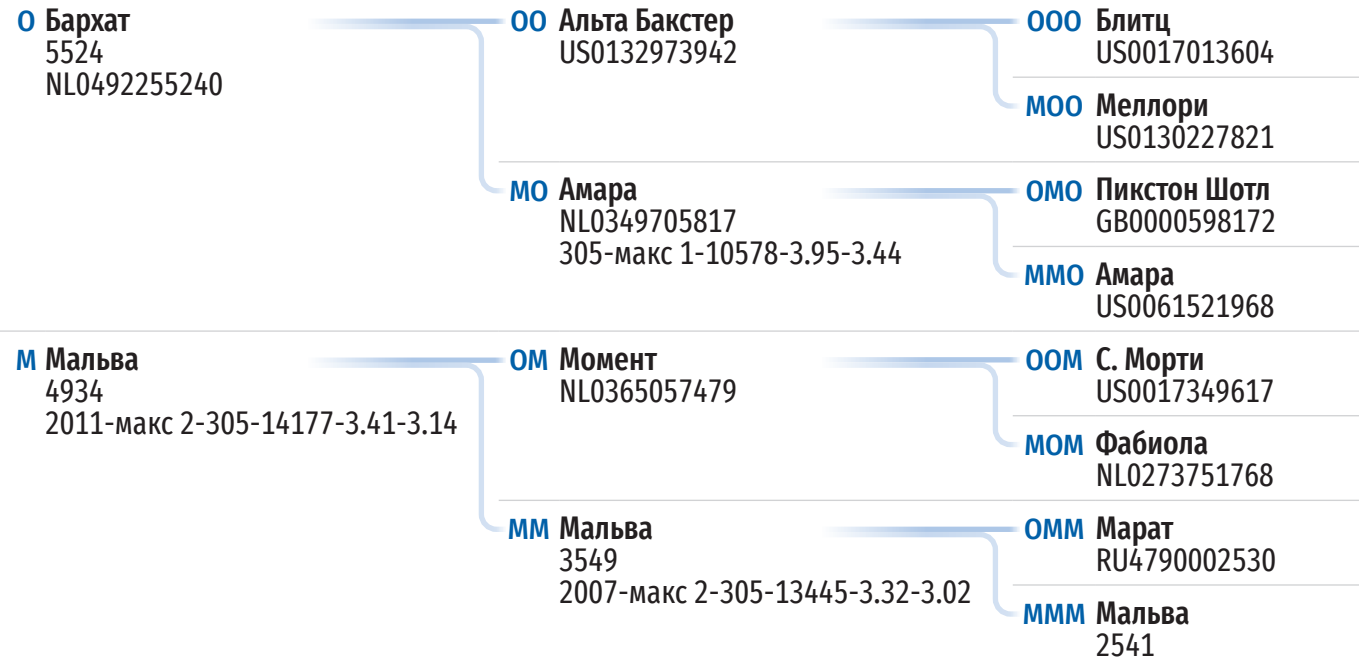 О Бархат
5524
NL0492255240
ОО Альта Бакстер
US0132973942
ООО Блитц
US0017013604
МОО Меллори
US0130227821
МО Амара
NL0349705817
305-макс 1-10578-3.95-3.44
ОМО Пикстон Шотл
GB0000598172
ММО Амара
US0061521968
М Мальва
4934
2011-макс 2-305-14177-3.41-3.14
ОМ Момент
NL0365057479
ООМ С. Морти
US0017349617
МОМ Фабиола
NL0273751768
ММ Мальва
3549
2007-макс 2-305-13445-3.32-3.02
ОММ Марат
RU4790002530
МММ Мальва
2541